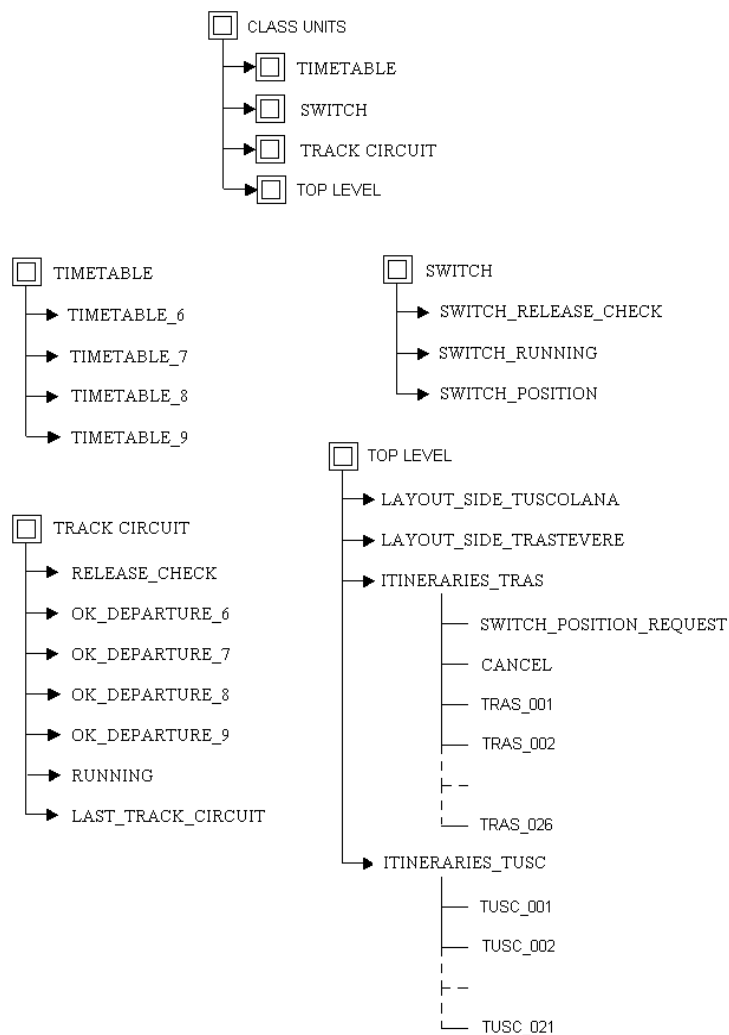 CLASS UNITS
TIMETABLE
SWITCH
TRACK CIRCUIT
TOP LEVEL
TIMETABLE
TIMETABLE_6
TIMETABLE_7
TIMETABLE_8
TIMETABLE_9
SWITCH
SWITCH_RELEASE_CHECK
SWITCH_RUNNING
SWITCH_POSITION
TRACK CIRCUIT
RELEASE_CHECK
OK_DEPARTURE_6
OK_DEPARTURE_7
OK_DEPARTURE_8
OK_DEPARTURE_9
RUNNING
LAST_TRACK_CIRCUIT
TOP LEVEL
LAYOUT_SIDE_TUSCOLANA
LAYOUT_SIDE_TRASTEVERE
ITINERARIES_TRAS
SWITCH_POSITION_REQUEST
CANCEL
TRAS_001
TRAS_002
TRAS_026
ITINERARIES_TUSC
TUSC_001
TUSC_002
TUSC_021